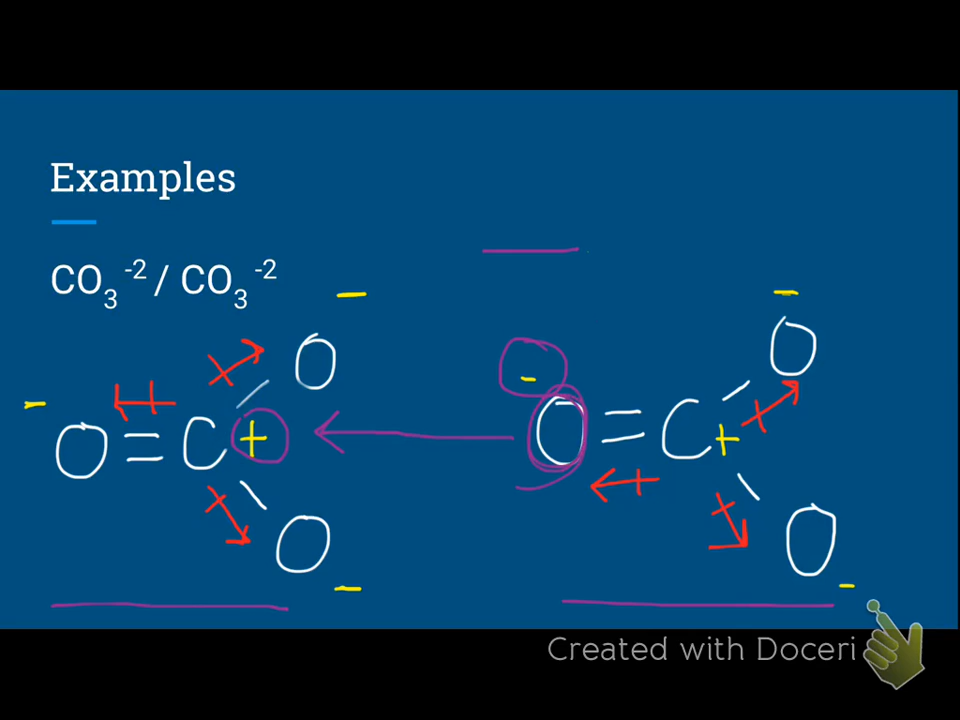 Examples
CO₃⁻² / CO₃⁻²
− −
O O
− −
O = C + O = C +
O O
− −
Created with Doceri